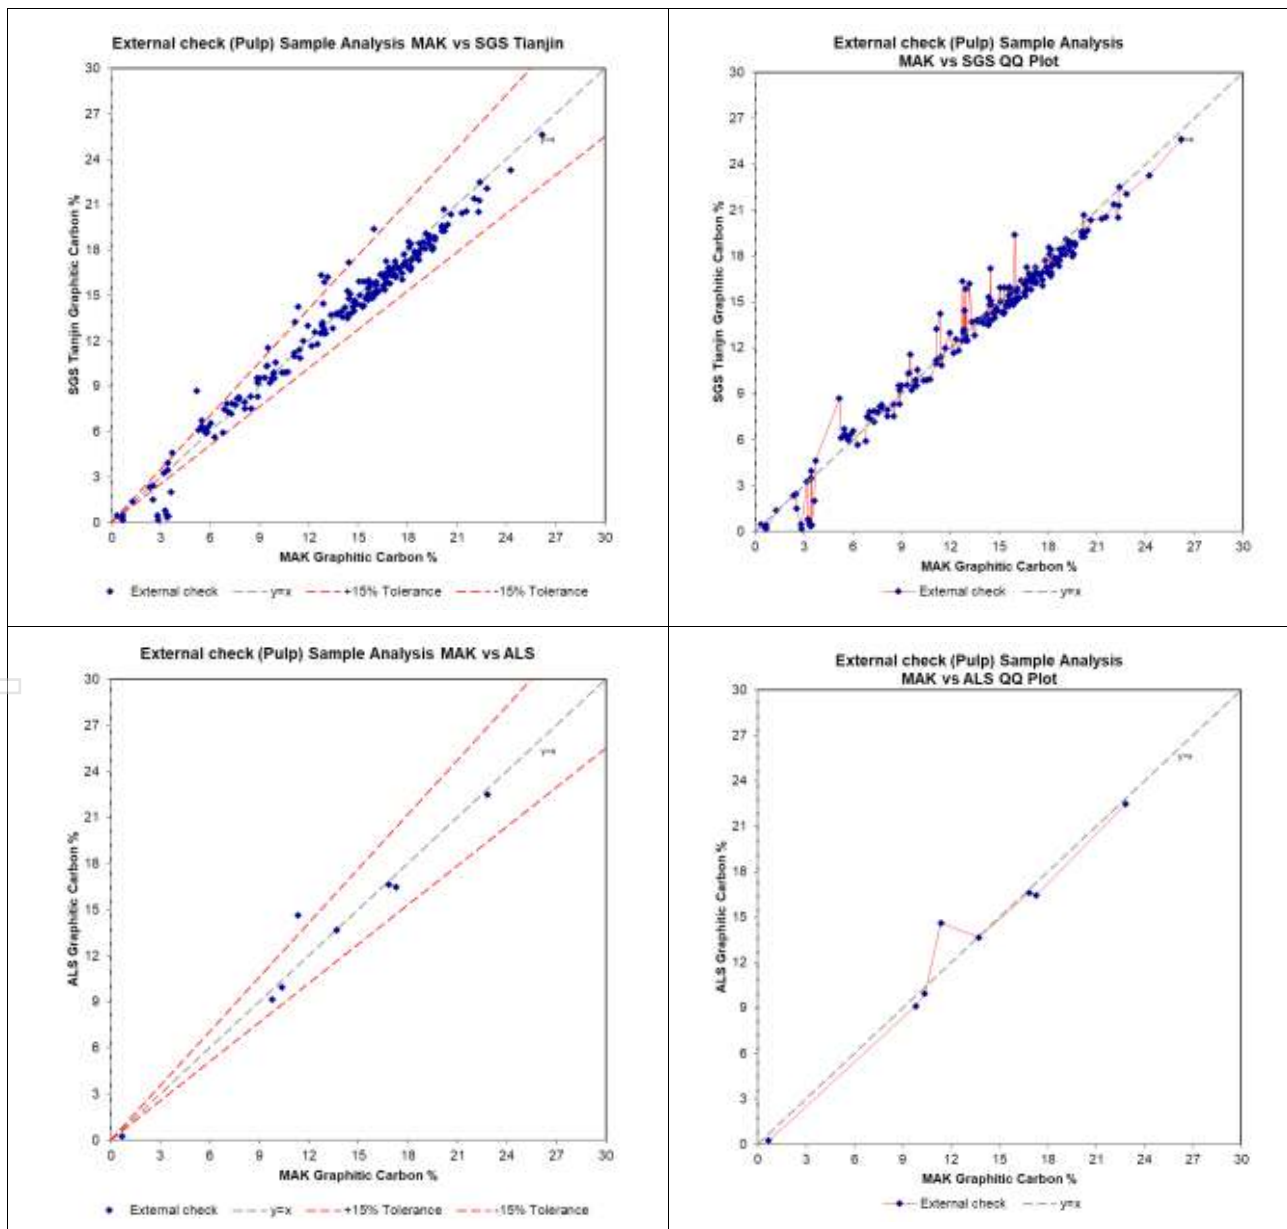 External check (Pulp) Sample Analysis MAK vs SGS Tianjin
30
27
24
21
18
15
12
9
6
3
0
SGS Tianjin Graphitic Carbon %
y=x
0 3 6 9 12 15 18 21 24 27 30
MAK Graphitic Carbon %
External check y=x +15% Tolerance -15% Tolerance
External check (Pulp) Sample Analysis
MAK vs SGS QQ Plot
30
27
24
21
18
15
12
9
6
3
0
SGS Tianjin Graphitic Carbon %
0 3 6 9 12 15 18 21 24 27 30
MAK Graphitic Carbon %
External check y=x
External check (Pulp) Sample Analysis MAK vs ALS
30
27
24
21
18
15
12
9
6
3
0
ALS Graphitic Carbon %
y=x
0 3 6 9 12 15 18 21 24 27 30
MAK Graphitic Carbon %
External check y=x +15% Tolerance -15% Tolerance
External check (Pulp) Sample Analysis
MAK vs ALS QQ Plot
30
27
24
21
18
15
12
9
6
3
0
ALS Graphitic Carbon %
y=x
0 3 6 9 12 15 18 21 24 27 30
MAK Graphitic Carbon %
External check y=x